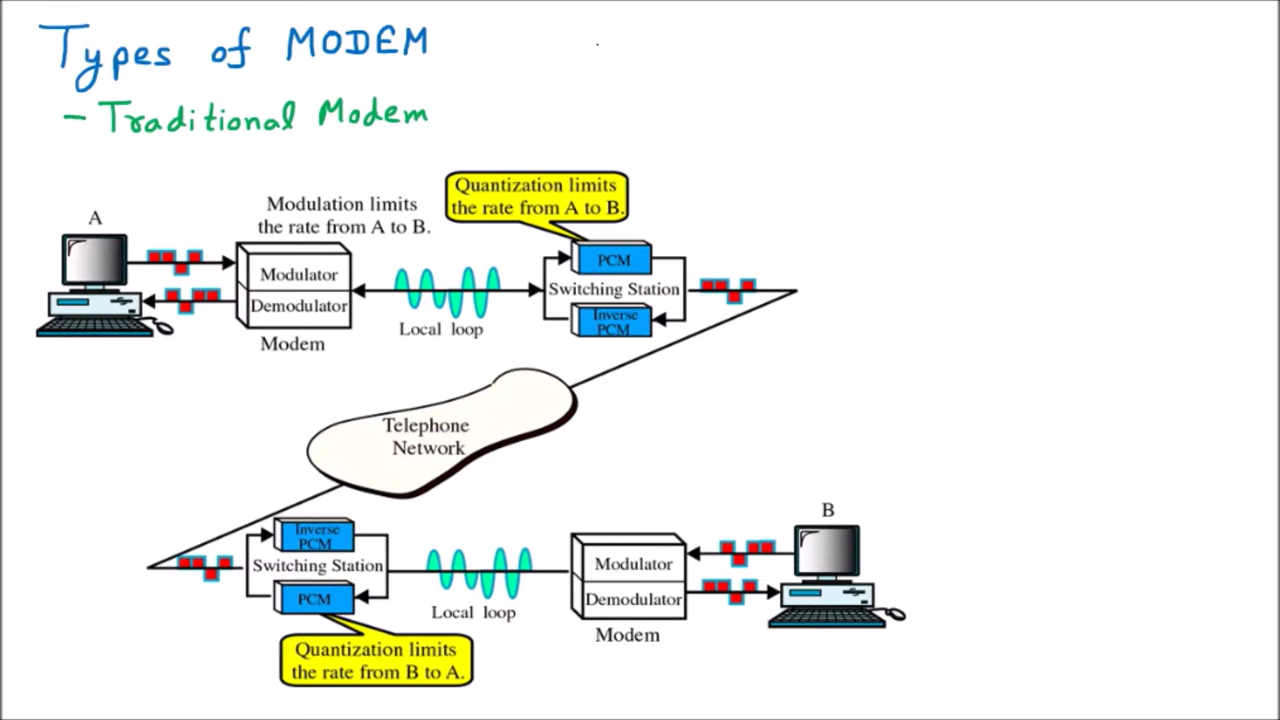 Types of MODEM
- Traditional Modem
A
Modulation limits
the rate from A to B.
Quantization limits
the rate from A to B.
Modulator
Demodulator
Modem
Local loop
PCM
Switching Station
Inverse
PCM
Telephone
Network
Inverse
PCM
Switching Station
PCM
Quantization limits
the rate from B to A.
Local loop
Modulator
Demodulator
Modem
B